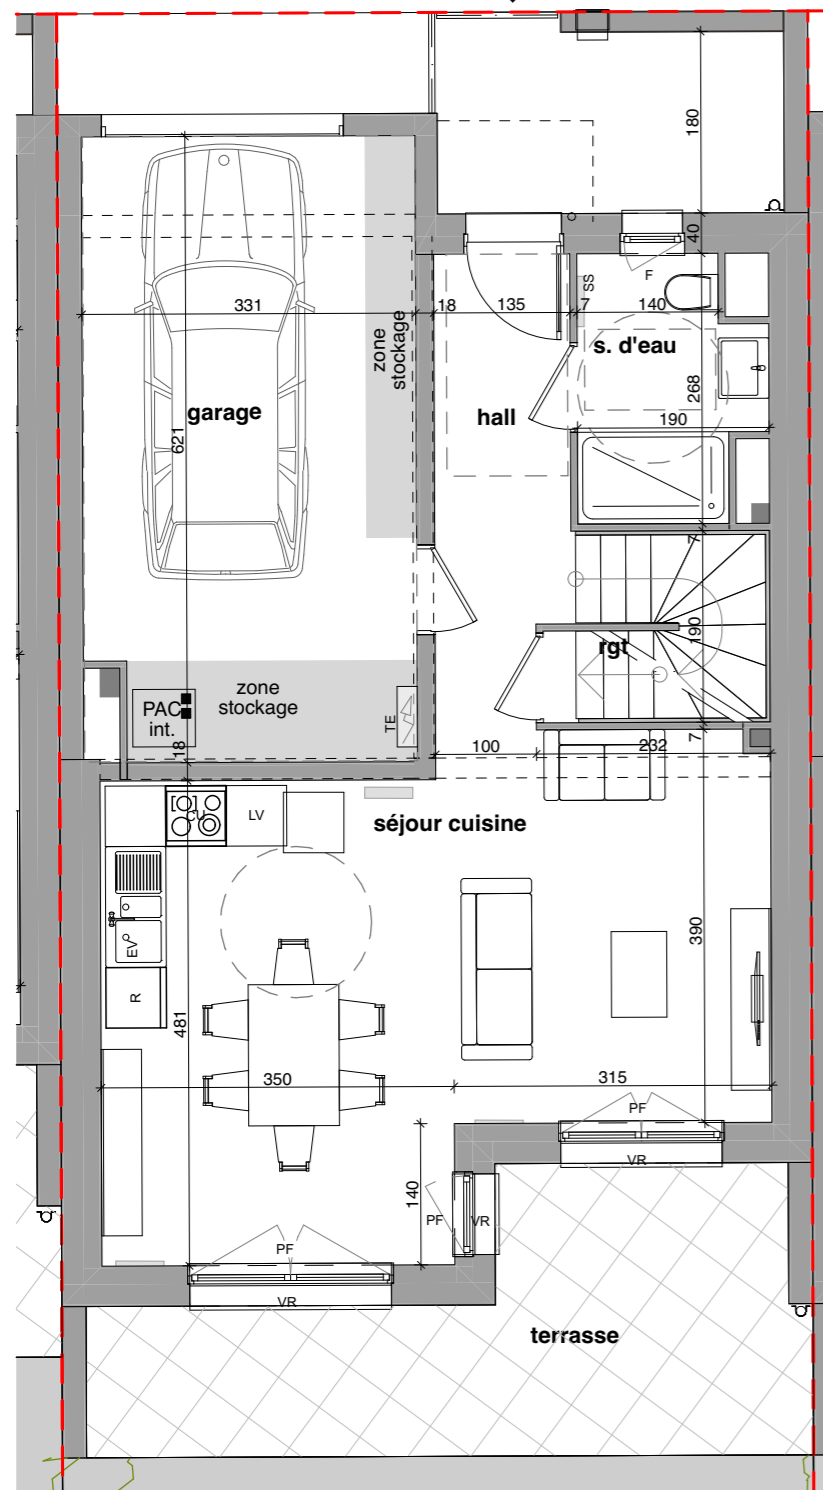 180
40
SS
F
331
18
135
7
140
s. d'eau
zone
stockage
268
garage
hall
190
621
7
190
rgt
zone
stockage
PAC
int.
TE
18
100
232
7
CU
LV
séjour cuisine
EV
390
R
481
350
315
PF
VR
140
PF
VR
PF
VR
terrasse